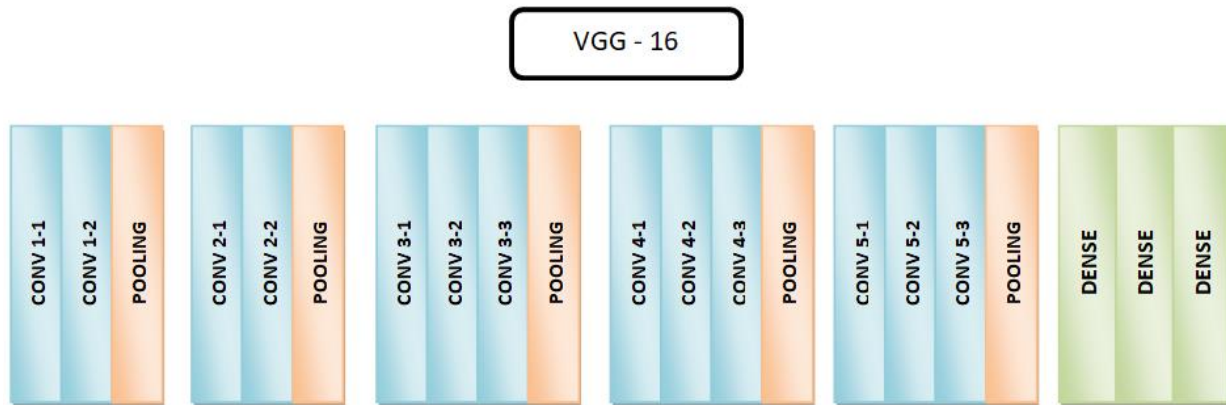 VGG - 16
CONV 1-1
CONV 1-2
POOLING
CONV 2-1
CONV 2-2
POOLING
CONV 3-1
CONV 3-2
CONV 3-3
POOLING
CONV 4-1
CONV 4-2
CONV 4-3
POOLING
CONV 5-1
CONV 5-2
CONV 5-3
POOLING
DENSE
DENSE
DENSE